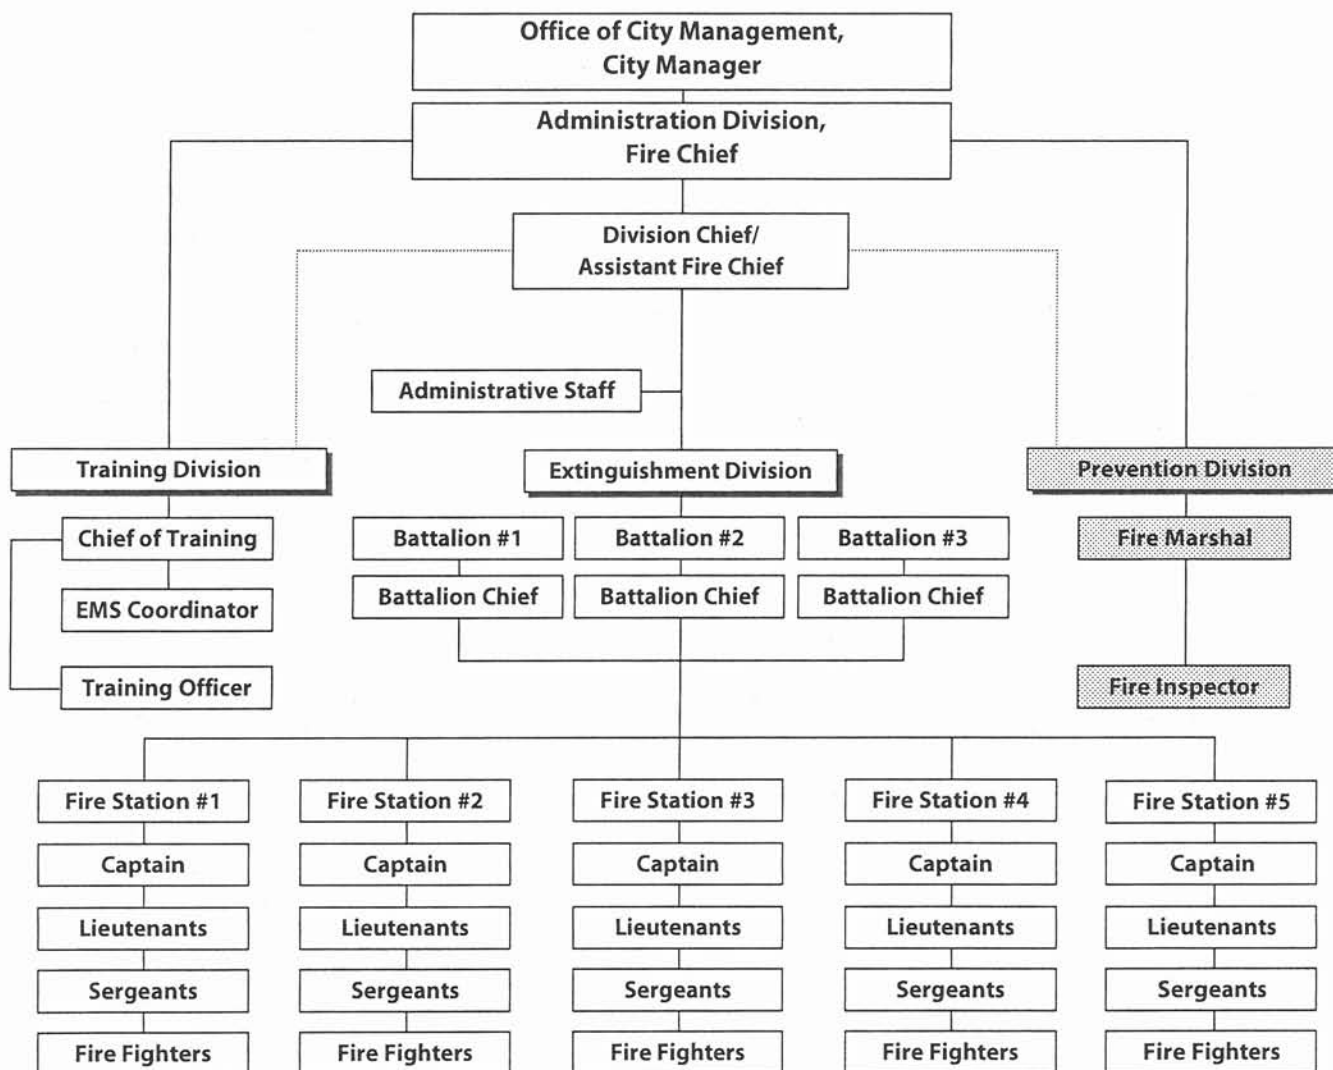 Office of City Management,
City Manager
Administration Division,
Fire Chief
Division Chief/
Assistant Fire Chief
Administrative Staff
Training Division
Extinguishment Division
Prevention Division
Chief of Training
Battalion #1
Battalion #2
Battalion #3
Fire Marshal
EMS Coordinator
Battalion Chief
Battalion Chief
Battalion Chief
Training Officer
Fire Inspector
Fire Station #1
Fire Station #2
Fire Station #3
Fire Station #4
Fire Station #5
Captain
Captain
Captain
Captain
Captain
Lieutenants
Lieutenants
Lieutenants
Lieutenants
Lieutenants
Sergeants
Sergeants
Sergeants
Sergeants
Sergeants
Fire Fighters
Fire Fighters
Fire Fighters
Fire Fighters
Fire Fighters